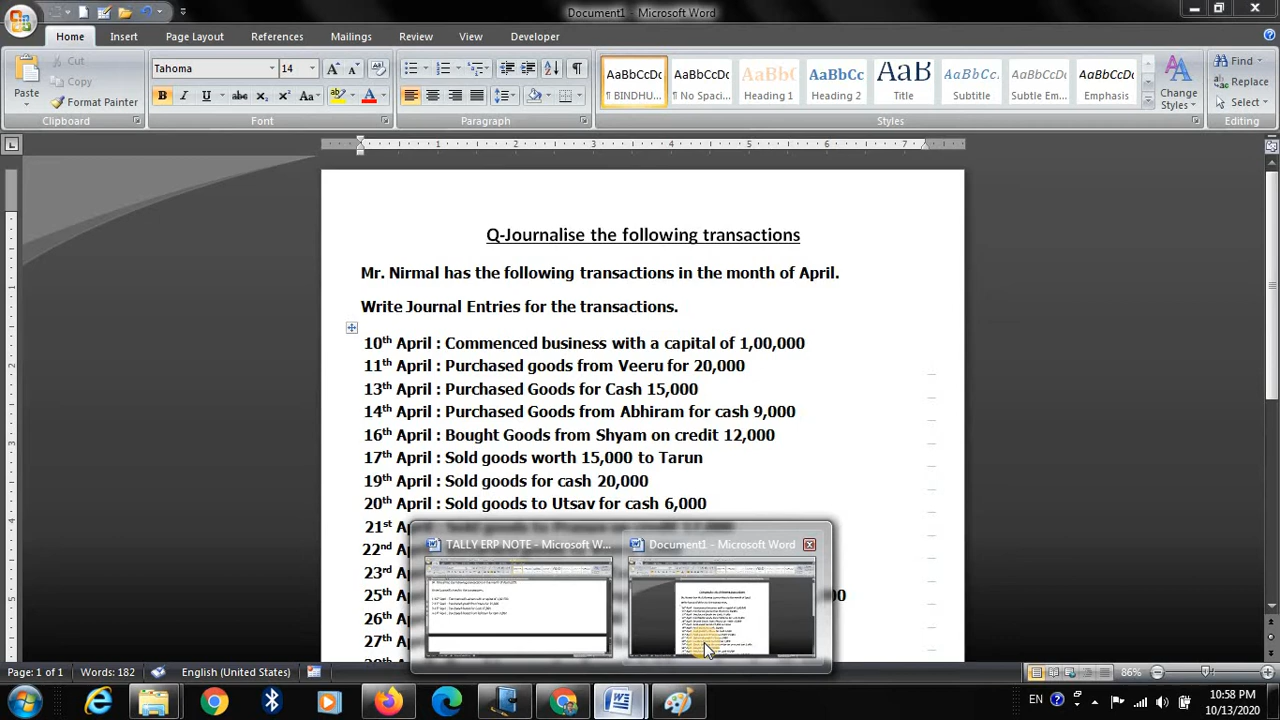 Document1 - Microsoft Word
Home Insert Page Layout References Mailings Review View Developer
Paste
Cut
Copy
Format Painter
Clipboard
Tahoma 14
Font
Paragraph
AaBbCcDc AaBbCcDc AaBbC AaBbCc AaB AaBbCcDc AaBbCcDc AaBbCcDc
¶ BINDHU... ¶ No Spaci... Heading 1 Heading 2 Title Subtitle Subtle Em... Emphasis
Change Styles
Styles
Find
Replace
Select
Editing
1 2 3 4 5 6 7
Q-Journalise the following transactions
Mr. Nirmal has the following transactions in the month of April.
Write Journal Entries for the transactions.
10th April : Commenced business with a capital of 1,00,000
11th April : Purchased goods from Veeru for 20,000
13th April : Purchased Goods for Cash 15,000
14th April : Purchased Goods from Abhiram for cash 9,000
16th April : Bought Goods from Shyam on credit 12,000
17th April : Sold goods worth 15,000 to Tarun
19th April : Sold goods for cash 20,000
20th April : Sold goods to Utsav for cash 6,000
21st
22nd A
23rd A
25th A 000
26th A
27th A
TALLY ERP NOTE - Microsoft W...
Document1 - Microsoft Word
Page: 1 of 1 Words: 182 English (United States) 86%
EN
10:58 PM
10/13/2020